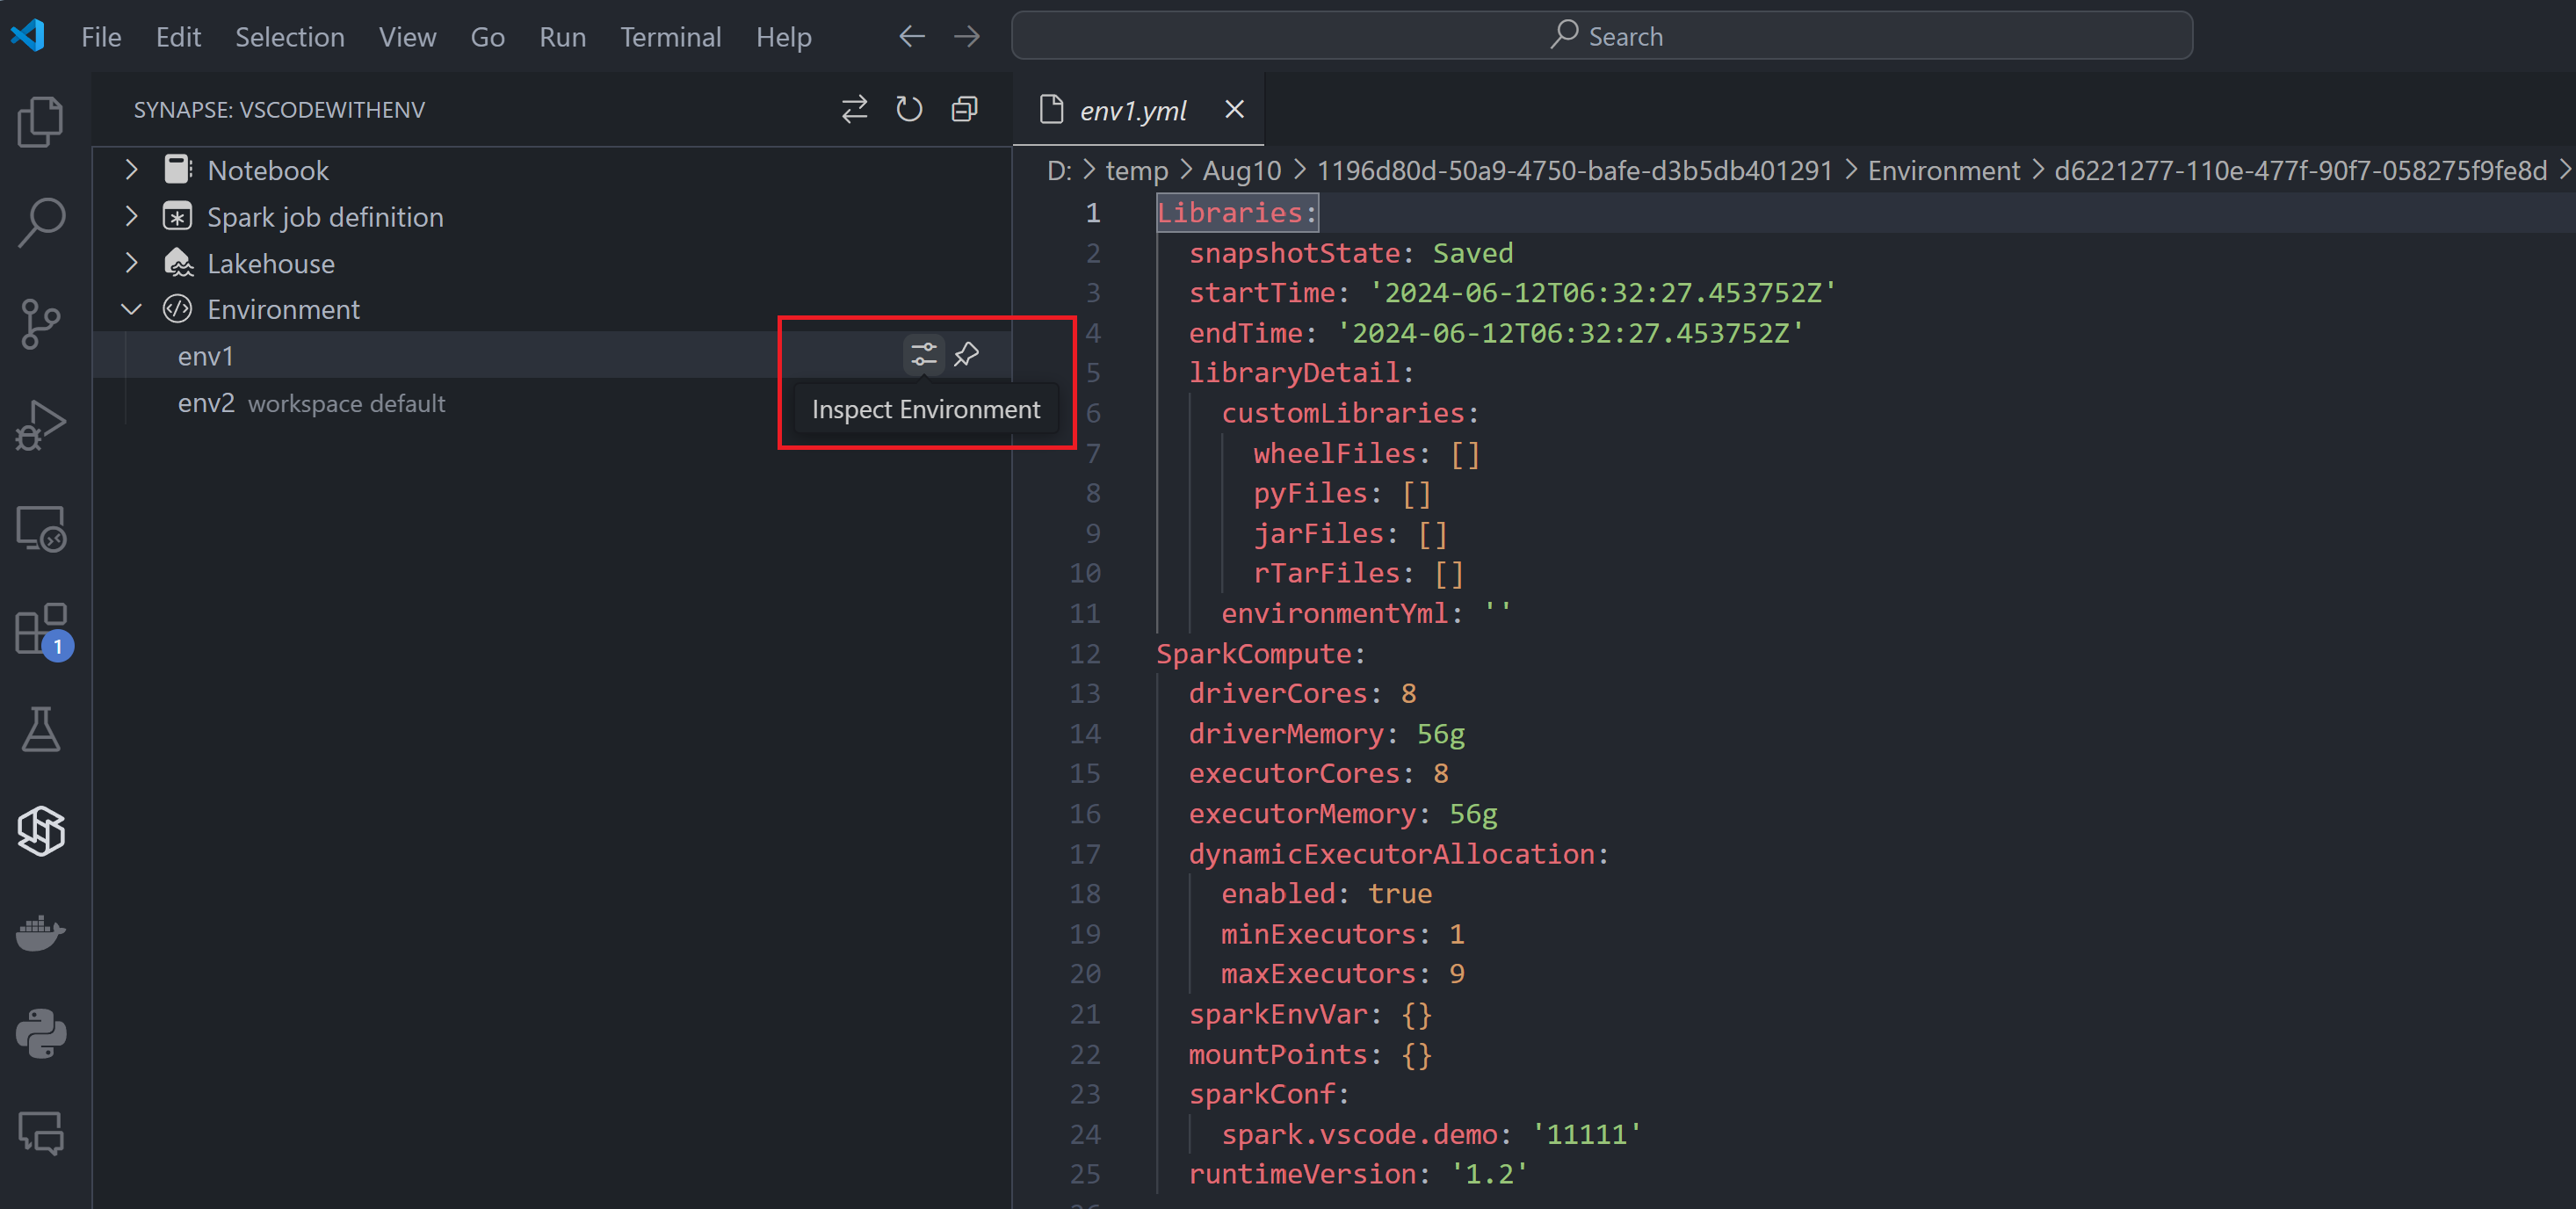 File Edit Selection View Go Run Terminal Help Search
SYNAPSE: VSCODEWITHENV
Notebook
Spark job definition
Lakehouse
Environment
env1
Inspect Environment
env2 workspace default
1
env1.yml
D: > temp > Aug10 > 1196d80d-50a9-4750-bafe-d3b5db401291 > Environment > d6221277-110e-477f-90f7-058275f9fe8d >
1 Libraries:
2 snapshotState: Saved
3 startTime: '2024-06-12T06:32:27.453752Z'
4 endTime: '2024-06-12T06:32:27.453752Z'
5 libraryDetail:
6 customLibraries:
7 wheelFiles: []
8 pyFiles: []
9 jarFiles: []
10 rTarFiles: []
11 environmentYml: ''
12 SparkCompute:
13 driverCores: 8
14 driverMemory: 56g
15 executorCores: 8
16 executorMemory: 56g
17 dynamicExecutorAllocation:
18 enabled: true
19 minExecutors: 1
20 maxExecutors: 9
21 sparkEnvVar: {}
22 mountPoints: {}
23 sparkConf:
24 spark.vscode.demo: '11111'
25 runtimeVersion: '1.2'